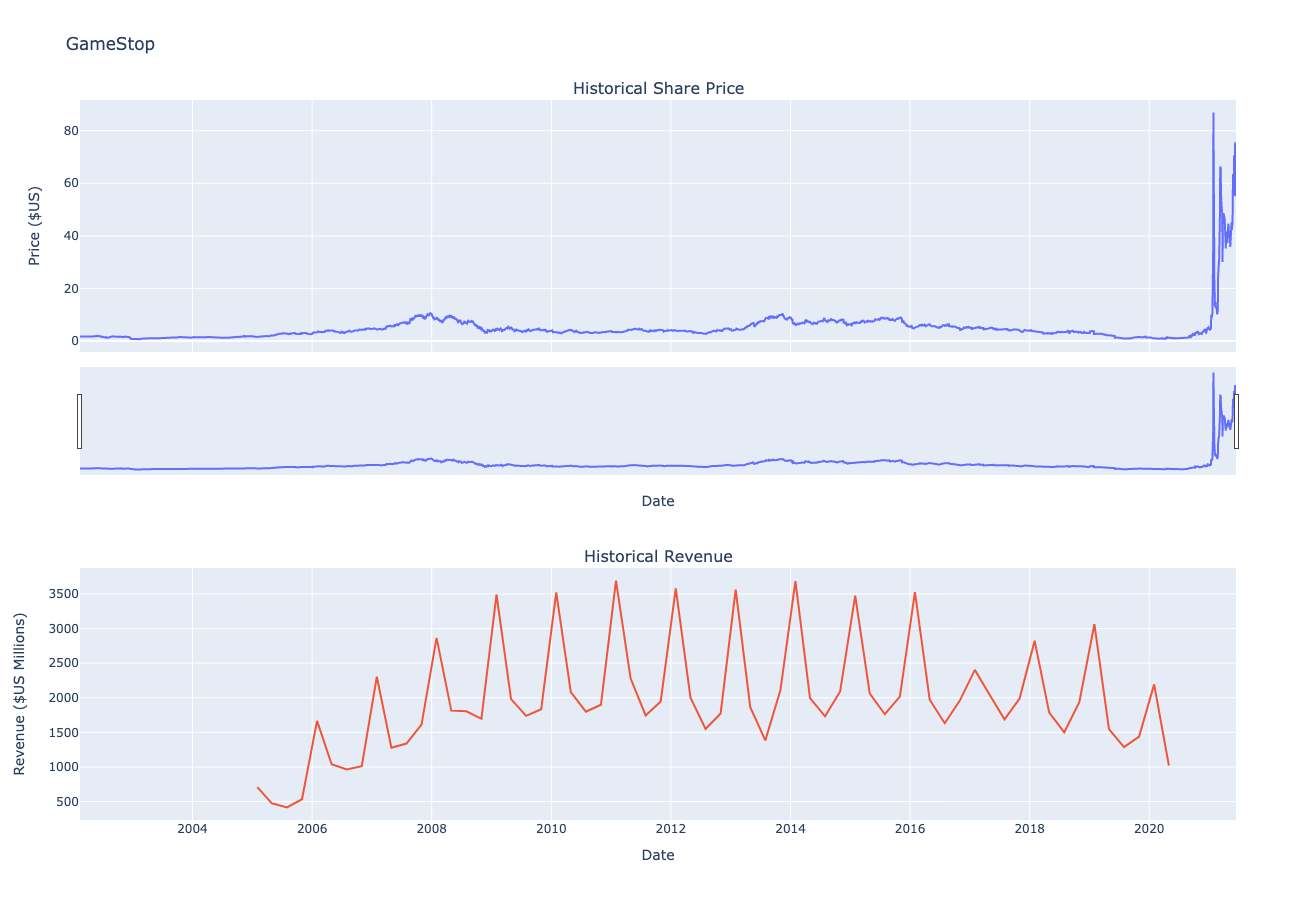 GameStop
Historical Share Price
Price ($US)
80
60
40
20
0
Date
Historical Revenue
Revenue ($US Millions)
3500
3000
2500
2000
1500
1000
500
2004 2006 2008 2010 2012 2014 2016 2018 2020
Date